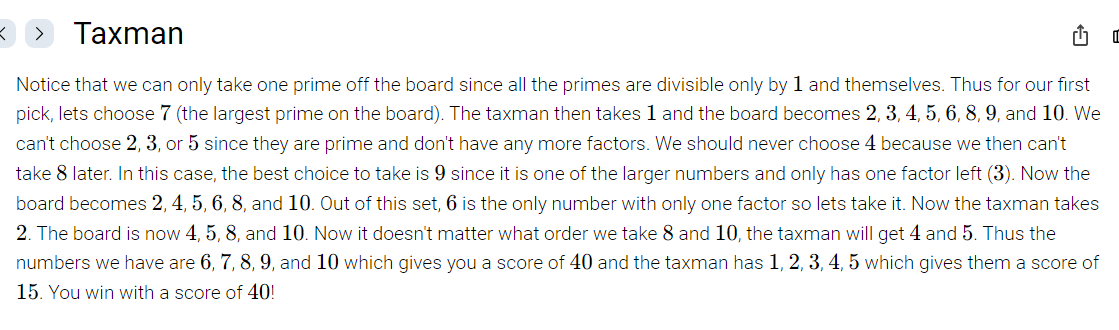 Taxman
Notice that we can only take one prime off the board since all the primes are divisible only by 1 and themselves. Thus for our first
pick, lets choose 7 (the largest prime on the board). The taxman then takes 1 and the board becomes 2, 3, 4, 5, 6, 8, 9, and 10. We
can't choose 2, 3, or 5 since they are prime and don't have any more factors. We should never choose 4 because we then can't
take 8 later. In this case, the best choice to take is 9 since it is one of the larger numbers and only has one factor left (3). Now the
board becomes 2, 4, 5, 6, 8, and 10. Out of this set, 6 is the only number with only one factor so lets take it. Now the taxman takes
2. The board is now 4, 5, 8, and 10. Now it doesn't matter what order we take 8 and 10, the taxman will get 4 and 5. Thus the
numbers we have are 6, 7, 8, 9, and 10 which gives you a score of 40 and the taxman has 1, 2, 3, 4, 5 which gives them a score of
15. You win with a score of 40!